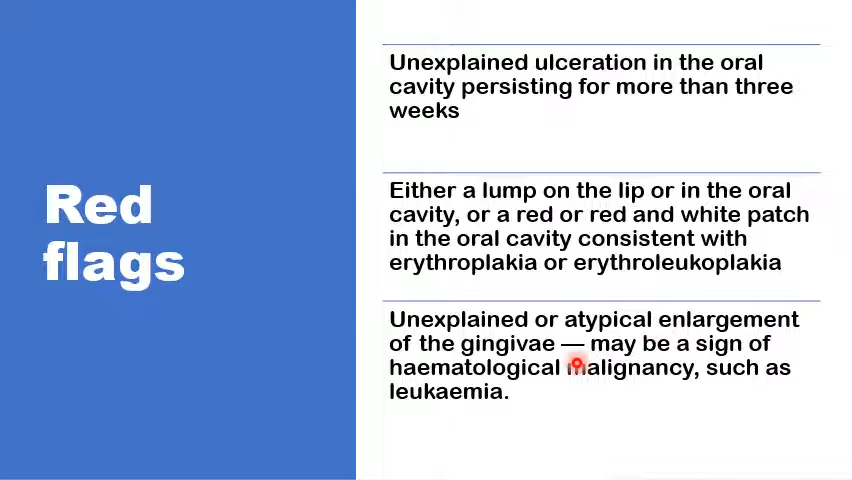 Red
flags
Unexplained ulceration in the oral
cavity persisting for more than three
weeks
Either a lump on the lip or in the oral
cavity, or a red or red and white patch
in the oral cavity consistent with
erythroplakia or erythroleukoplakia
Unexplained or atypical enlargement
of the gingivae — may be a sign of
haematological malignancy, such as
leukaemia.